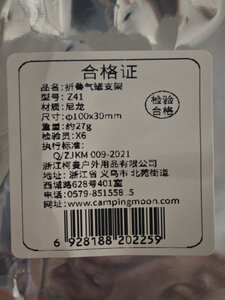 合格证
品名:折叠气罐支架
型号:Z41
材质:尼龙
尺寸:φ100x30mm
重量:约27g
检验员:X6
检验
合格
执行标准:
Q/ZJKM 009-2021
浙江柯曼户外用品有限公司
地址:浙江省 义乌市 北苑街道
西城路628号401室
电话:0579-851558 5
网址:www.campingmoon.com
6 928188 202259